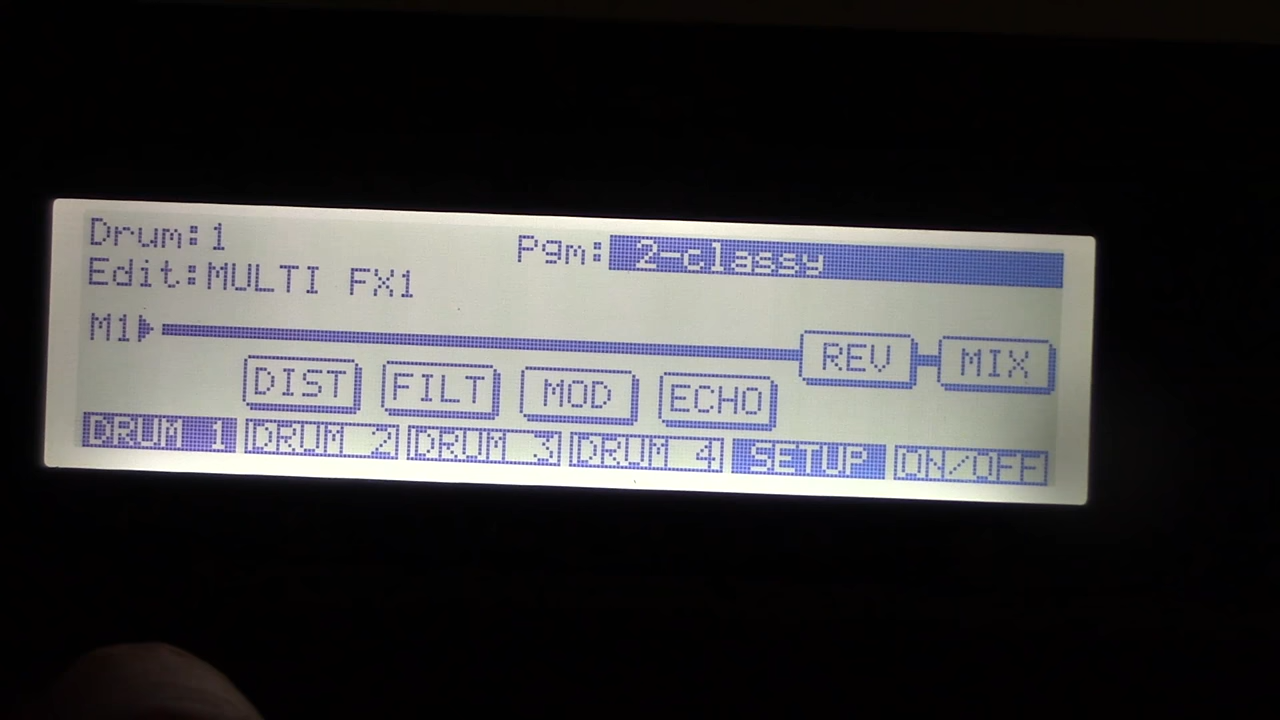 Drum:1 Pgm: 2-classy
Edit:MULTI FX1
M1 REV MIX
DIST FILT MOD ECHO
DRUM 1 DRUM 2 DRUM 3 DRUM 4 SETUP ON/OFF